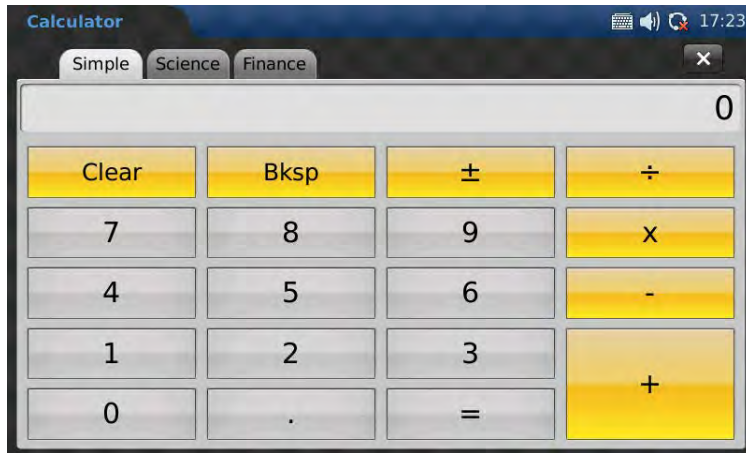 Calculator 17:23
Simple Science Finance ×
0
Clear Bksp ± ÷
7 8 9 x
4 5 6 -
1 2 3 +
0 . =